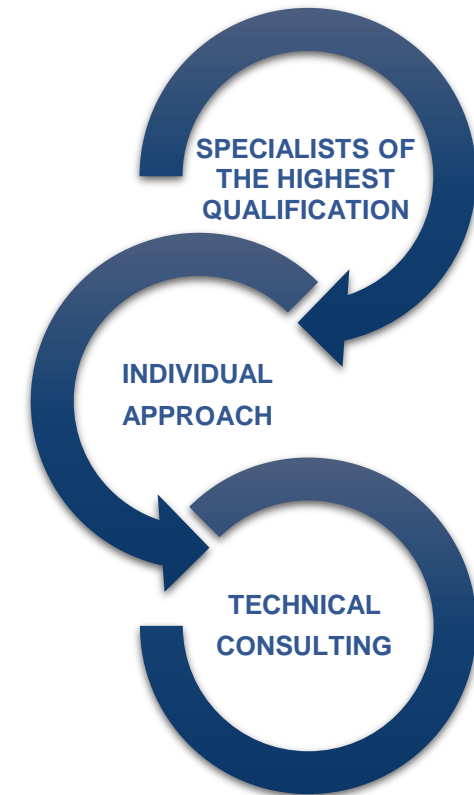 SPECIALISTS OF
THE HIGHEST
QUALIFICATION
INDIVIDUAL
APPROACH
TECHNICAL
CONSULTING